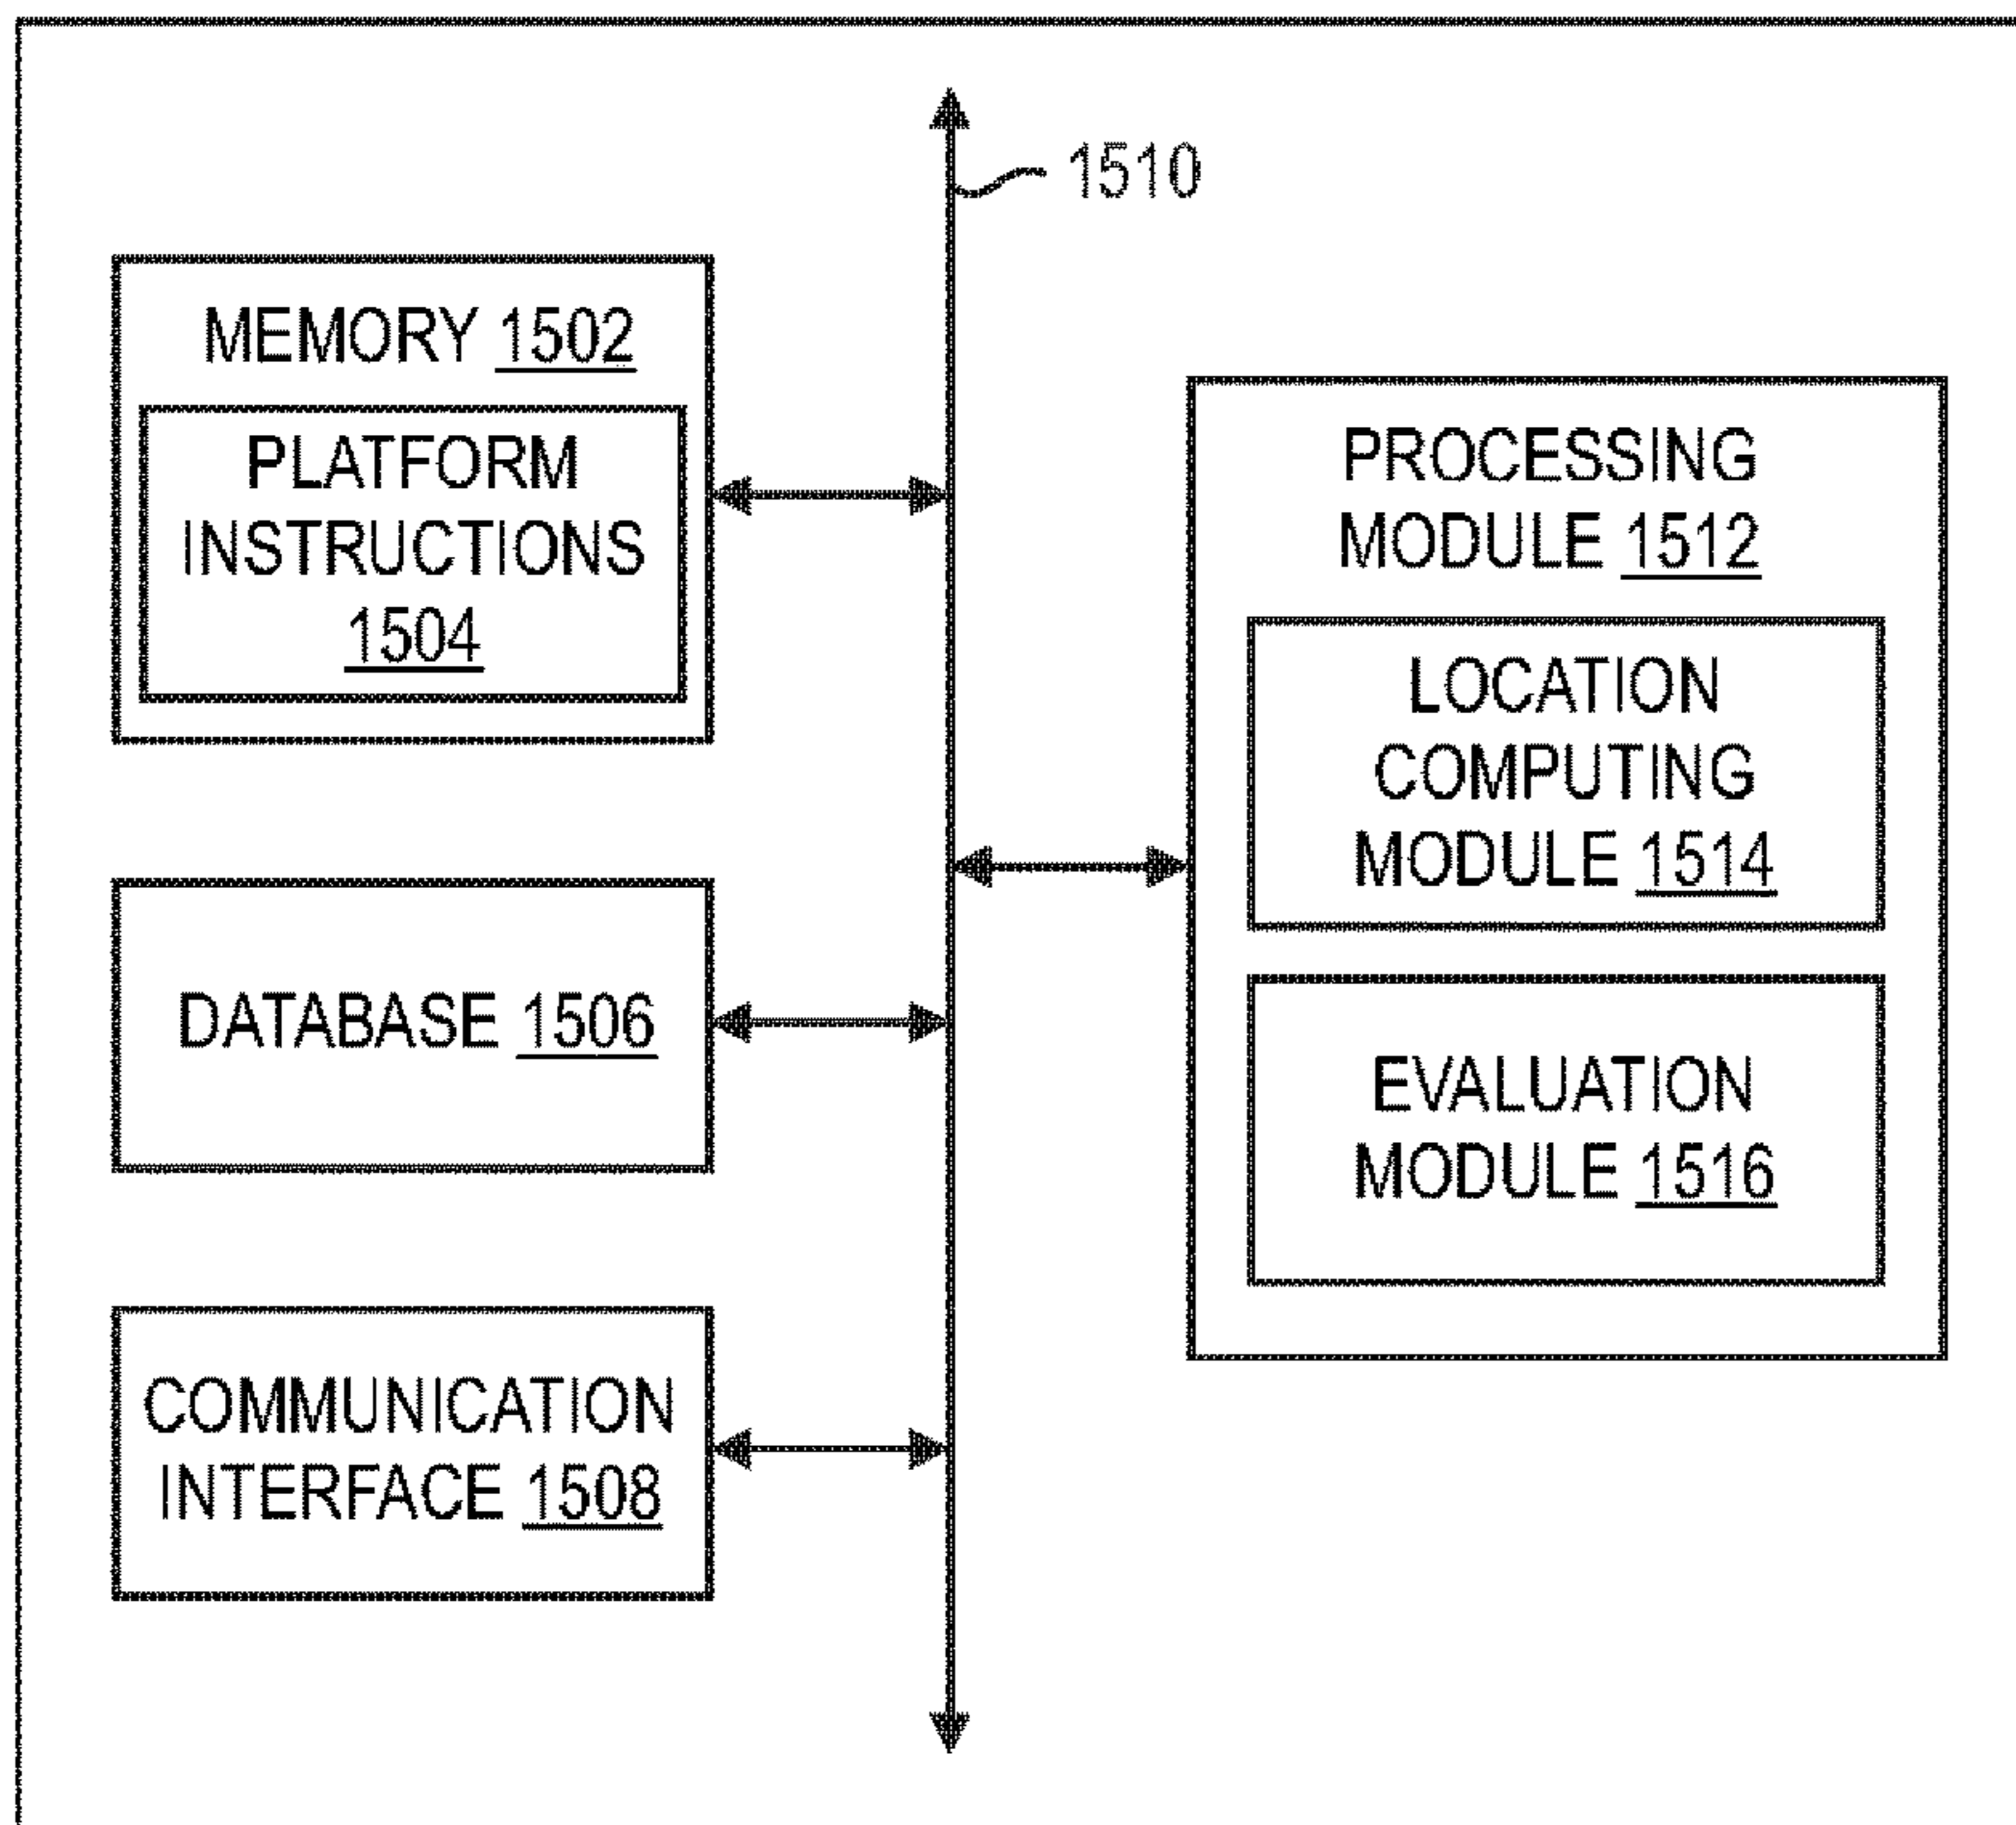 1510
MEMORY 1502
PLATFORM
INSTRUCTIONS
1504
PROCESSING
MODULE 1512
LOCATION
COMPUTING
MODULE 1514
DATABASE 1506
EVALUATION
MODULE 1516
COMMUNICATION
INTERFACE 1508